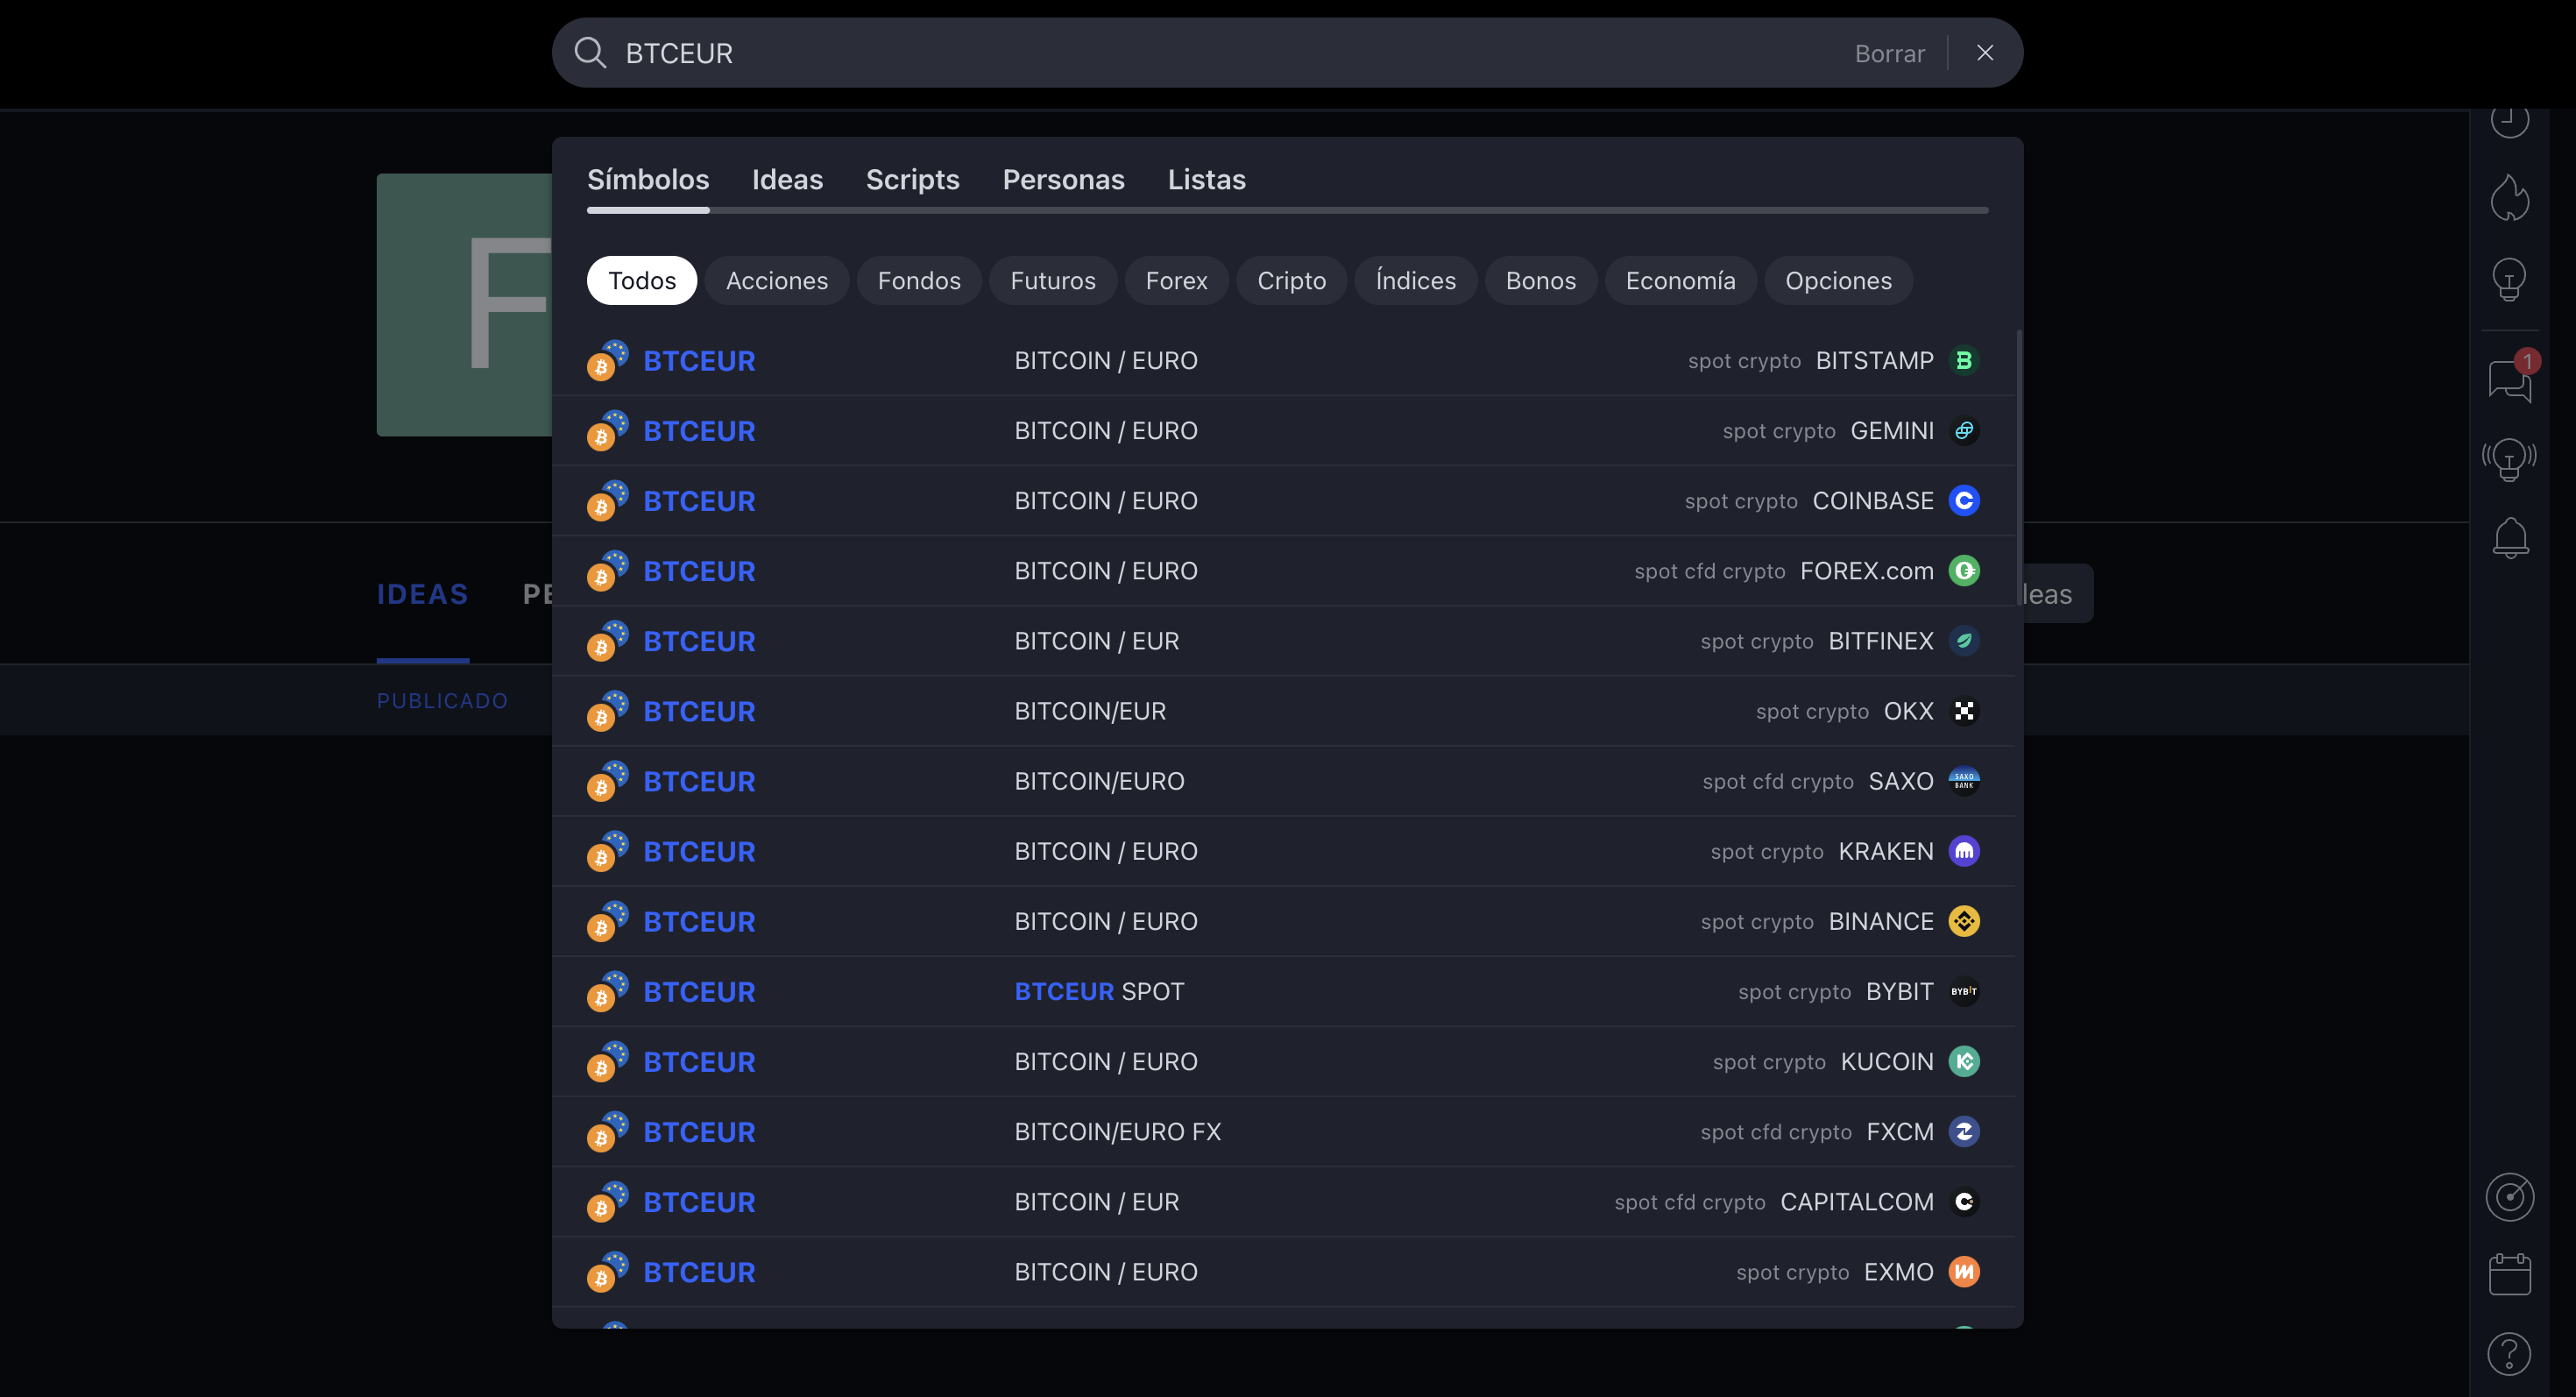 BTCEUR Borrar
Símbolos Ideas Scripts Personas Listas
Todos Acciones Fondos Futuros Forex Cripto Índices Bonos Economía Opciones
F
BTCEUR BITCOIN / EURO spot crypto BITSTAMP
1
BTCEUR BITCOIN / EURO spot crypto GEMINI
BTCEUR BITCOIN / EURO spot crypto COINBASE
BTCEUR BITCOIN / EURO spot cfd crypto FOREX.com
IDEAS PE
leas
BTCEUR BITCOIN / EUR spot crypto BITFINEX
PUBLICADO
BTCEUR BITCOIN/EUR spot crypto OKX
BTCEUR BITCOIN/EURO spot cfd crypto SAXO SAXO BANK
BTCEUR BITCOIN / EURO spot crypto KRAKEN
BTCEUR BITCOIN / EURO spot crypto BINANCE
BTCEUR BTCEUR SPOT spot crypto BYBIT BYBIT
BTCEUR BITCOIN / EURO spot crypto KUCOIN
BTCEUR BITCOIN/EURO FX spot cfd crypto FXCM
BTCEUR BITCOIN / EUR spot cfd crypto CAPITALCOM
BTCEUR BITCOIN / EURO spot crypto EXMO